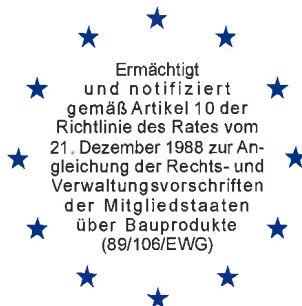 Ermächtigt
und notifiziert
gemäß Artikel 10 der
Richtlinie des Rates vom
21. Dezember 1988 zur An-
gleichung der Rechts- und
Verwaltungsvorschriften
der Mitgliedstaaten
über Bauprodukte
(89/106/EWG)